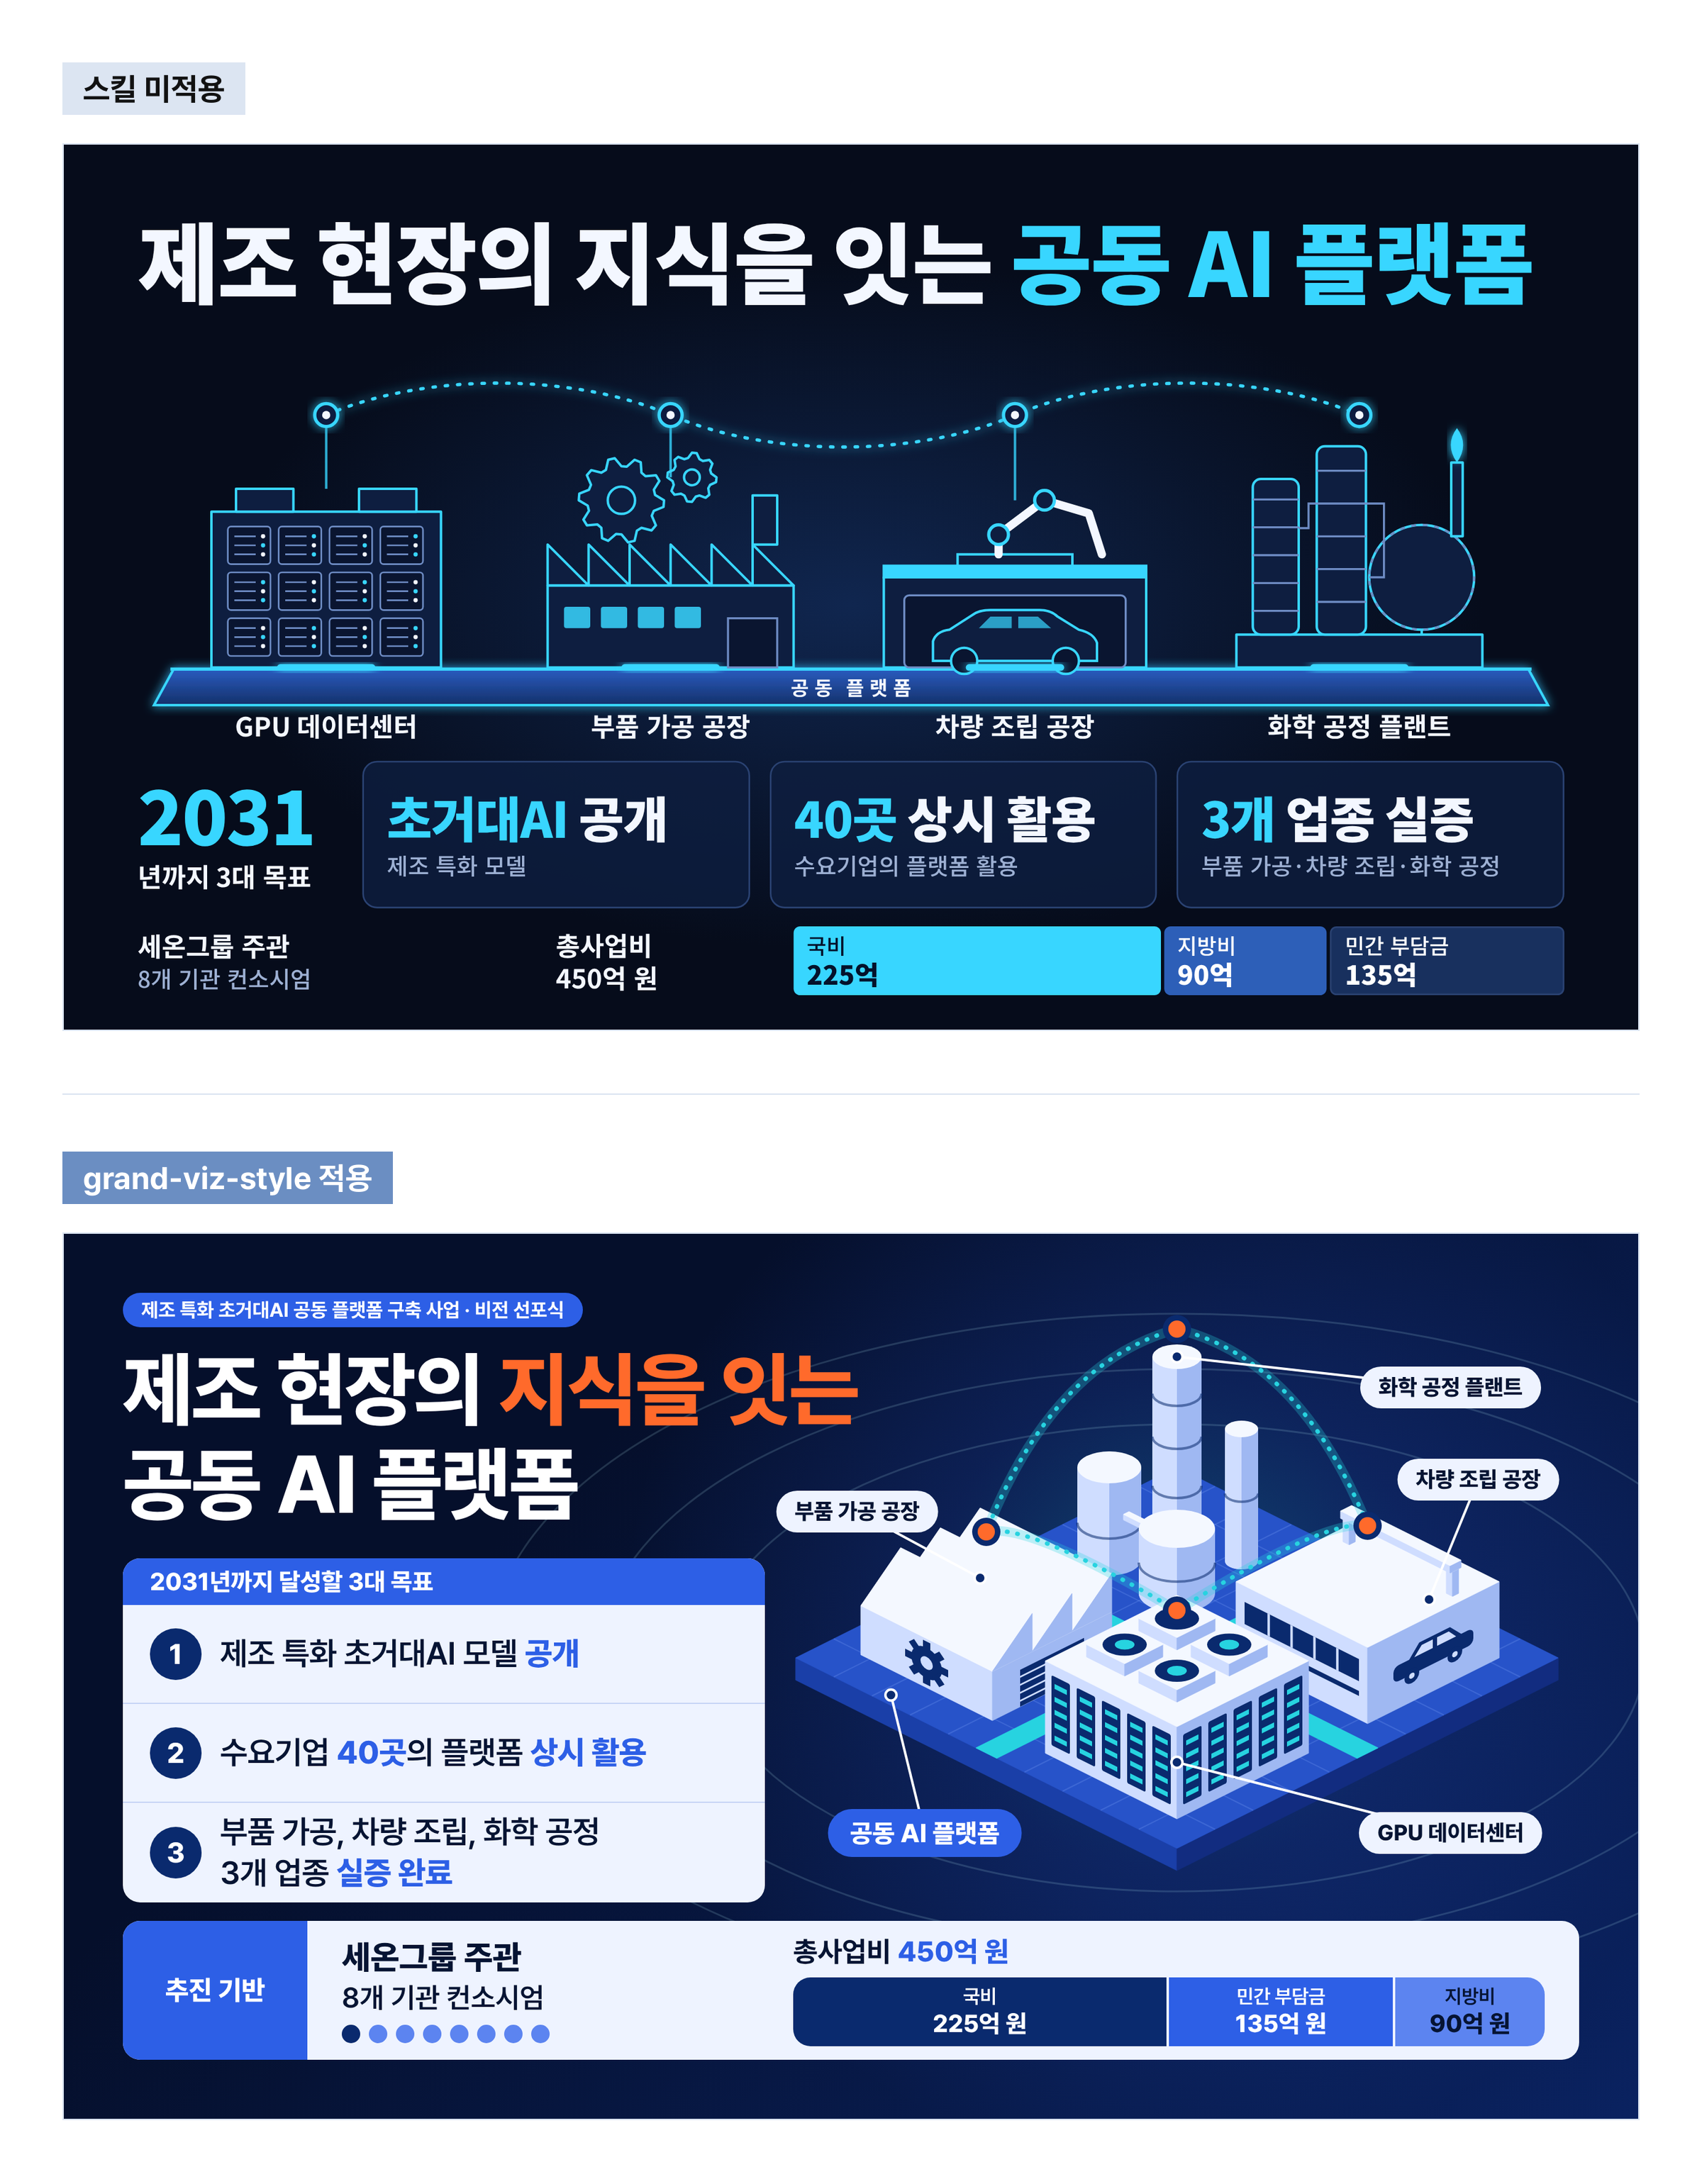 스킬 미적용
제조 현장의 지식을 잇는 공동 AI 플랫폼
공동 플랫폼
GPU 데이터센터
부품 가공 공장
차량 조립 공장
화학 공정 플랜트
2031
년까지 3대 목표
초거대AI 공개
제조 특화 모델
40곳 상시 활용
수요기업의 플랫폼 활용
3개 업종 실증
부품 가공·차량 조립·화학 공정
세온그룹 주관
8개 기관 컨소시엄
총사업비
450억 원
국비
225억
지방비
90억
민간 부담금
135억
grand-viz-style 적용
제조 특화 초거대AI 공동 플랫폼 구축 사업 · 비전 선포식
제조 현장의 지식을 잇는
공동 AI 플랫폼
화학 공정 플랜트
차량 조립 공장
부품 가공 공장
공동 AI 플랫폼
GPU 데이터센터
2031년까지 달성할 3대 목표
1 제조 특화 초거대AI 모델 공개
2 수요기업 40곳의 플랫폼 상시 활용
3 부품 가공, 차량 조립, 화학 공정
3개 업종 실증 완료
추진 기반
세온그룹 주관
8개 기관 컨소시엄
총사업비 450억 원
국비
225억 원
민간 부담금
135억 원
지방비
90억 원